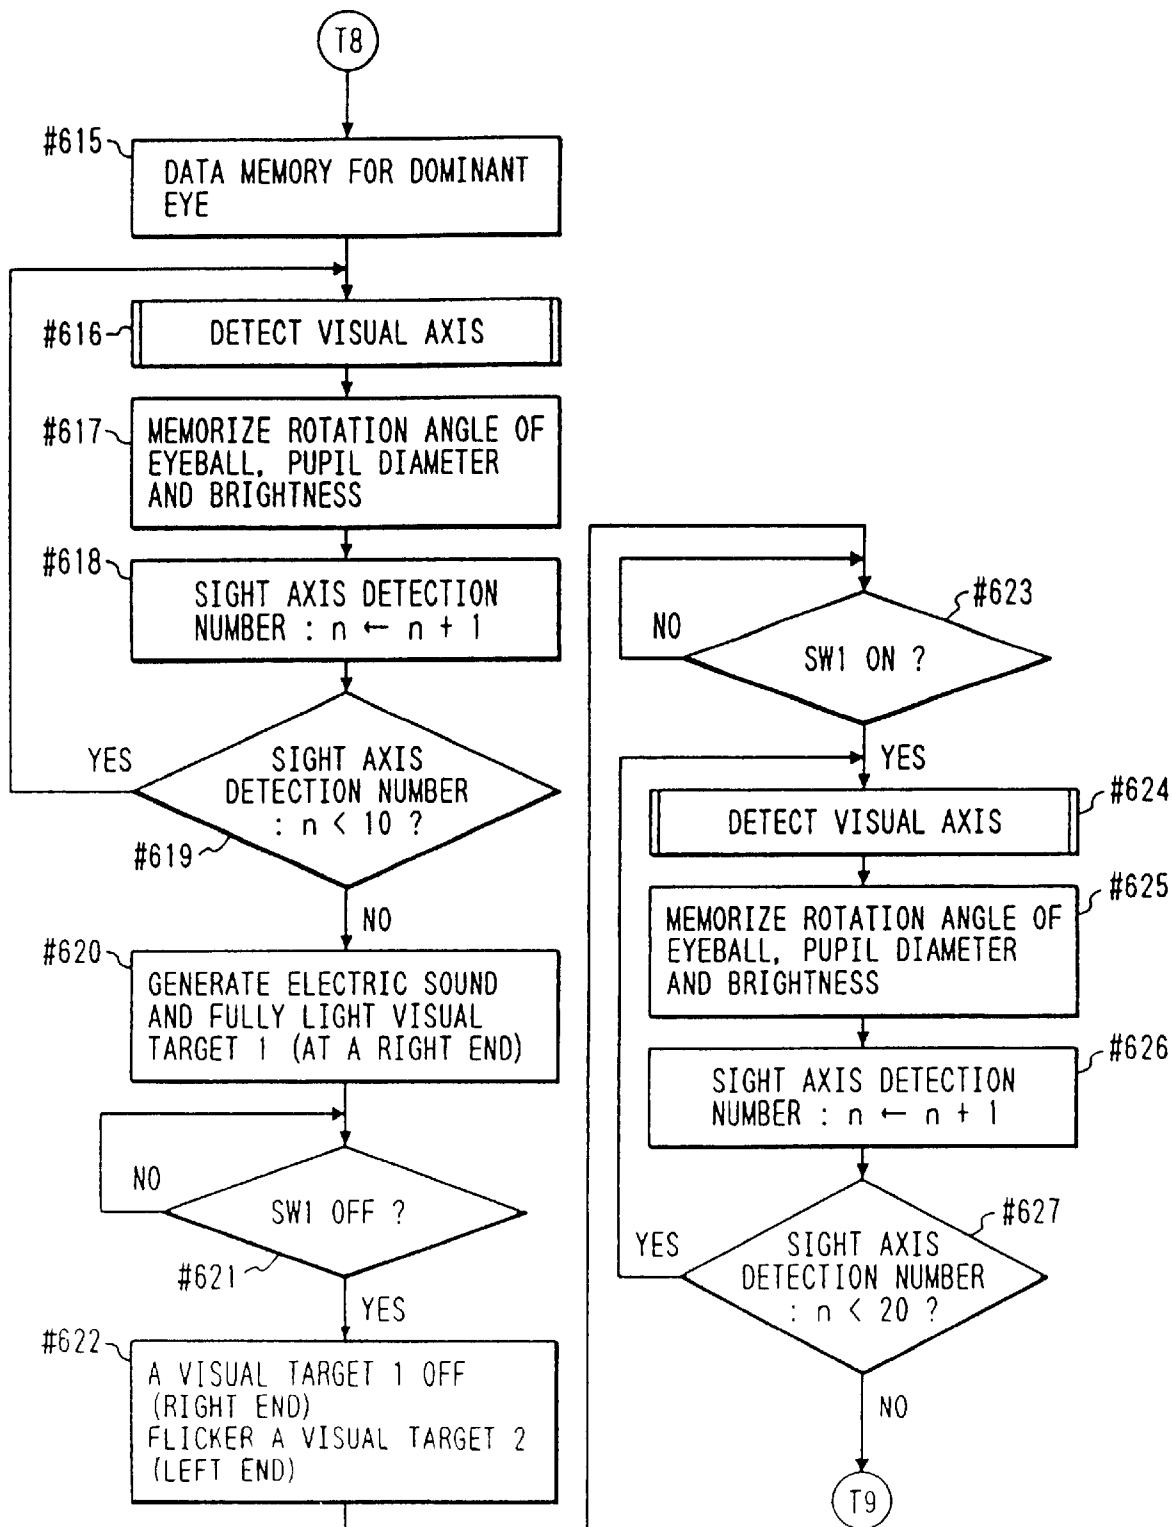 T8
#615
DATA MEMORY FOR DOMINANT
EYE
#616
DETECT VISUAL AXIS
#617
MEMORIZE ROTATION ANGLE OF
EYEBALL, PUPIL DIAMETER
AND BRIGHTNESS
#618
SIGHT AXIS DETECTION
NUMBER : n ← n + 1
YES
SIGHT AXIS
DETECTION NUMBER
: n < 10 ?
#619
NO
#620
GENERATE ELECTRIC SOUND
AND FULLY LIGHT VISUAL
TARGET 1 (AT A RIGHT END)
NO
SW1 OFF ?
#621
YES
#622
A VISUAL TARGET 1 OFF
(RIGHT END)
FLICKER A VISUAL TARGET 2
(LEFT END)
#623
NO
SW1 ON ?
YES
#624
DETECT VISUAL AXIS
#625
MEMORIZE ROTATION ANGLE OF
EYEBALL, PUPIL DIAMETER
AND BRIGHTNESS
#626
SIGHT AXIS DETECTION
NUMBER : n ← n + 1
#627
YES
SIGHT AXIS
DETECTION NUMBER
: n < 20 ?
NO
T9